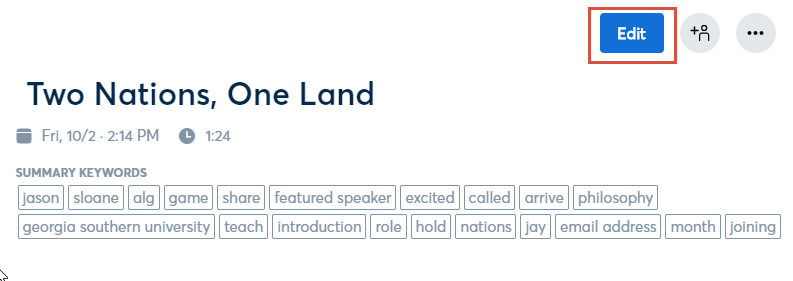 Edit
Two Nations, One Land
Fri, 10/2 · 2:14 PM 1:24
SUMMARY KEYWORDS
jason sloane alg game share featured speaker excited called arrive philosophy
georgia southern university teach introduction role hold nations jay email address month joining